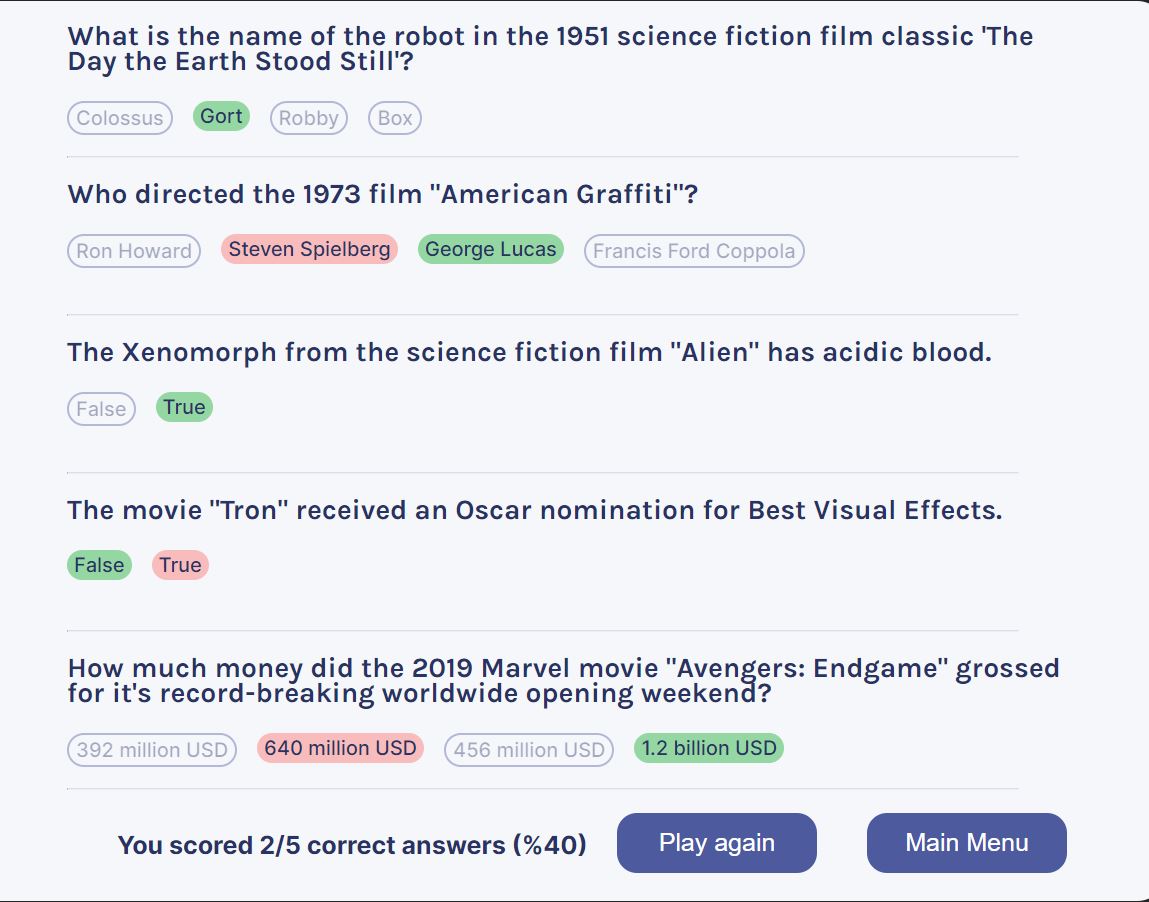 What is the name of the robot in the 1951 science fiction film classic 'The
Day the Earth Stood Still'?
Colossus Gort Robby Box
Who directed the 1973 film "American Graffiti"?
Ron Howard Steven Spielberg George Lucas Francis Ford Coppola
The Xenomorph from the science fiction film "Alien" has acidic blood.
False True
The movie "Tron" received an Oscar nomination for Best Visual Effects.
False True
How much money did the 2019 Marvel movie "Avengers: Endgame" grossed
for it's record-breaking worldwide opening weekend?
392 million USD 640 million USD 456 million USD 1.2 billion USD
You scored 2/5 correct answers (%40) Play again Main Menu